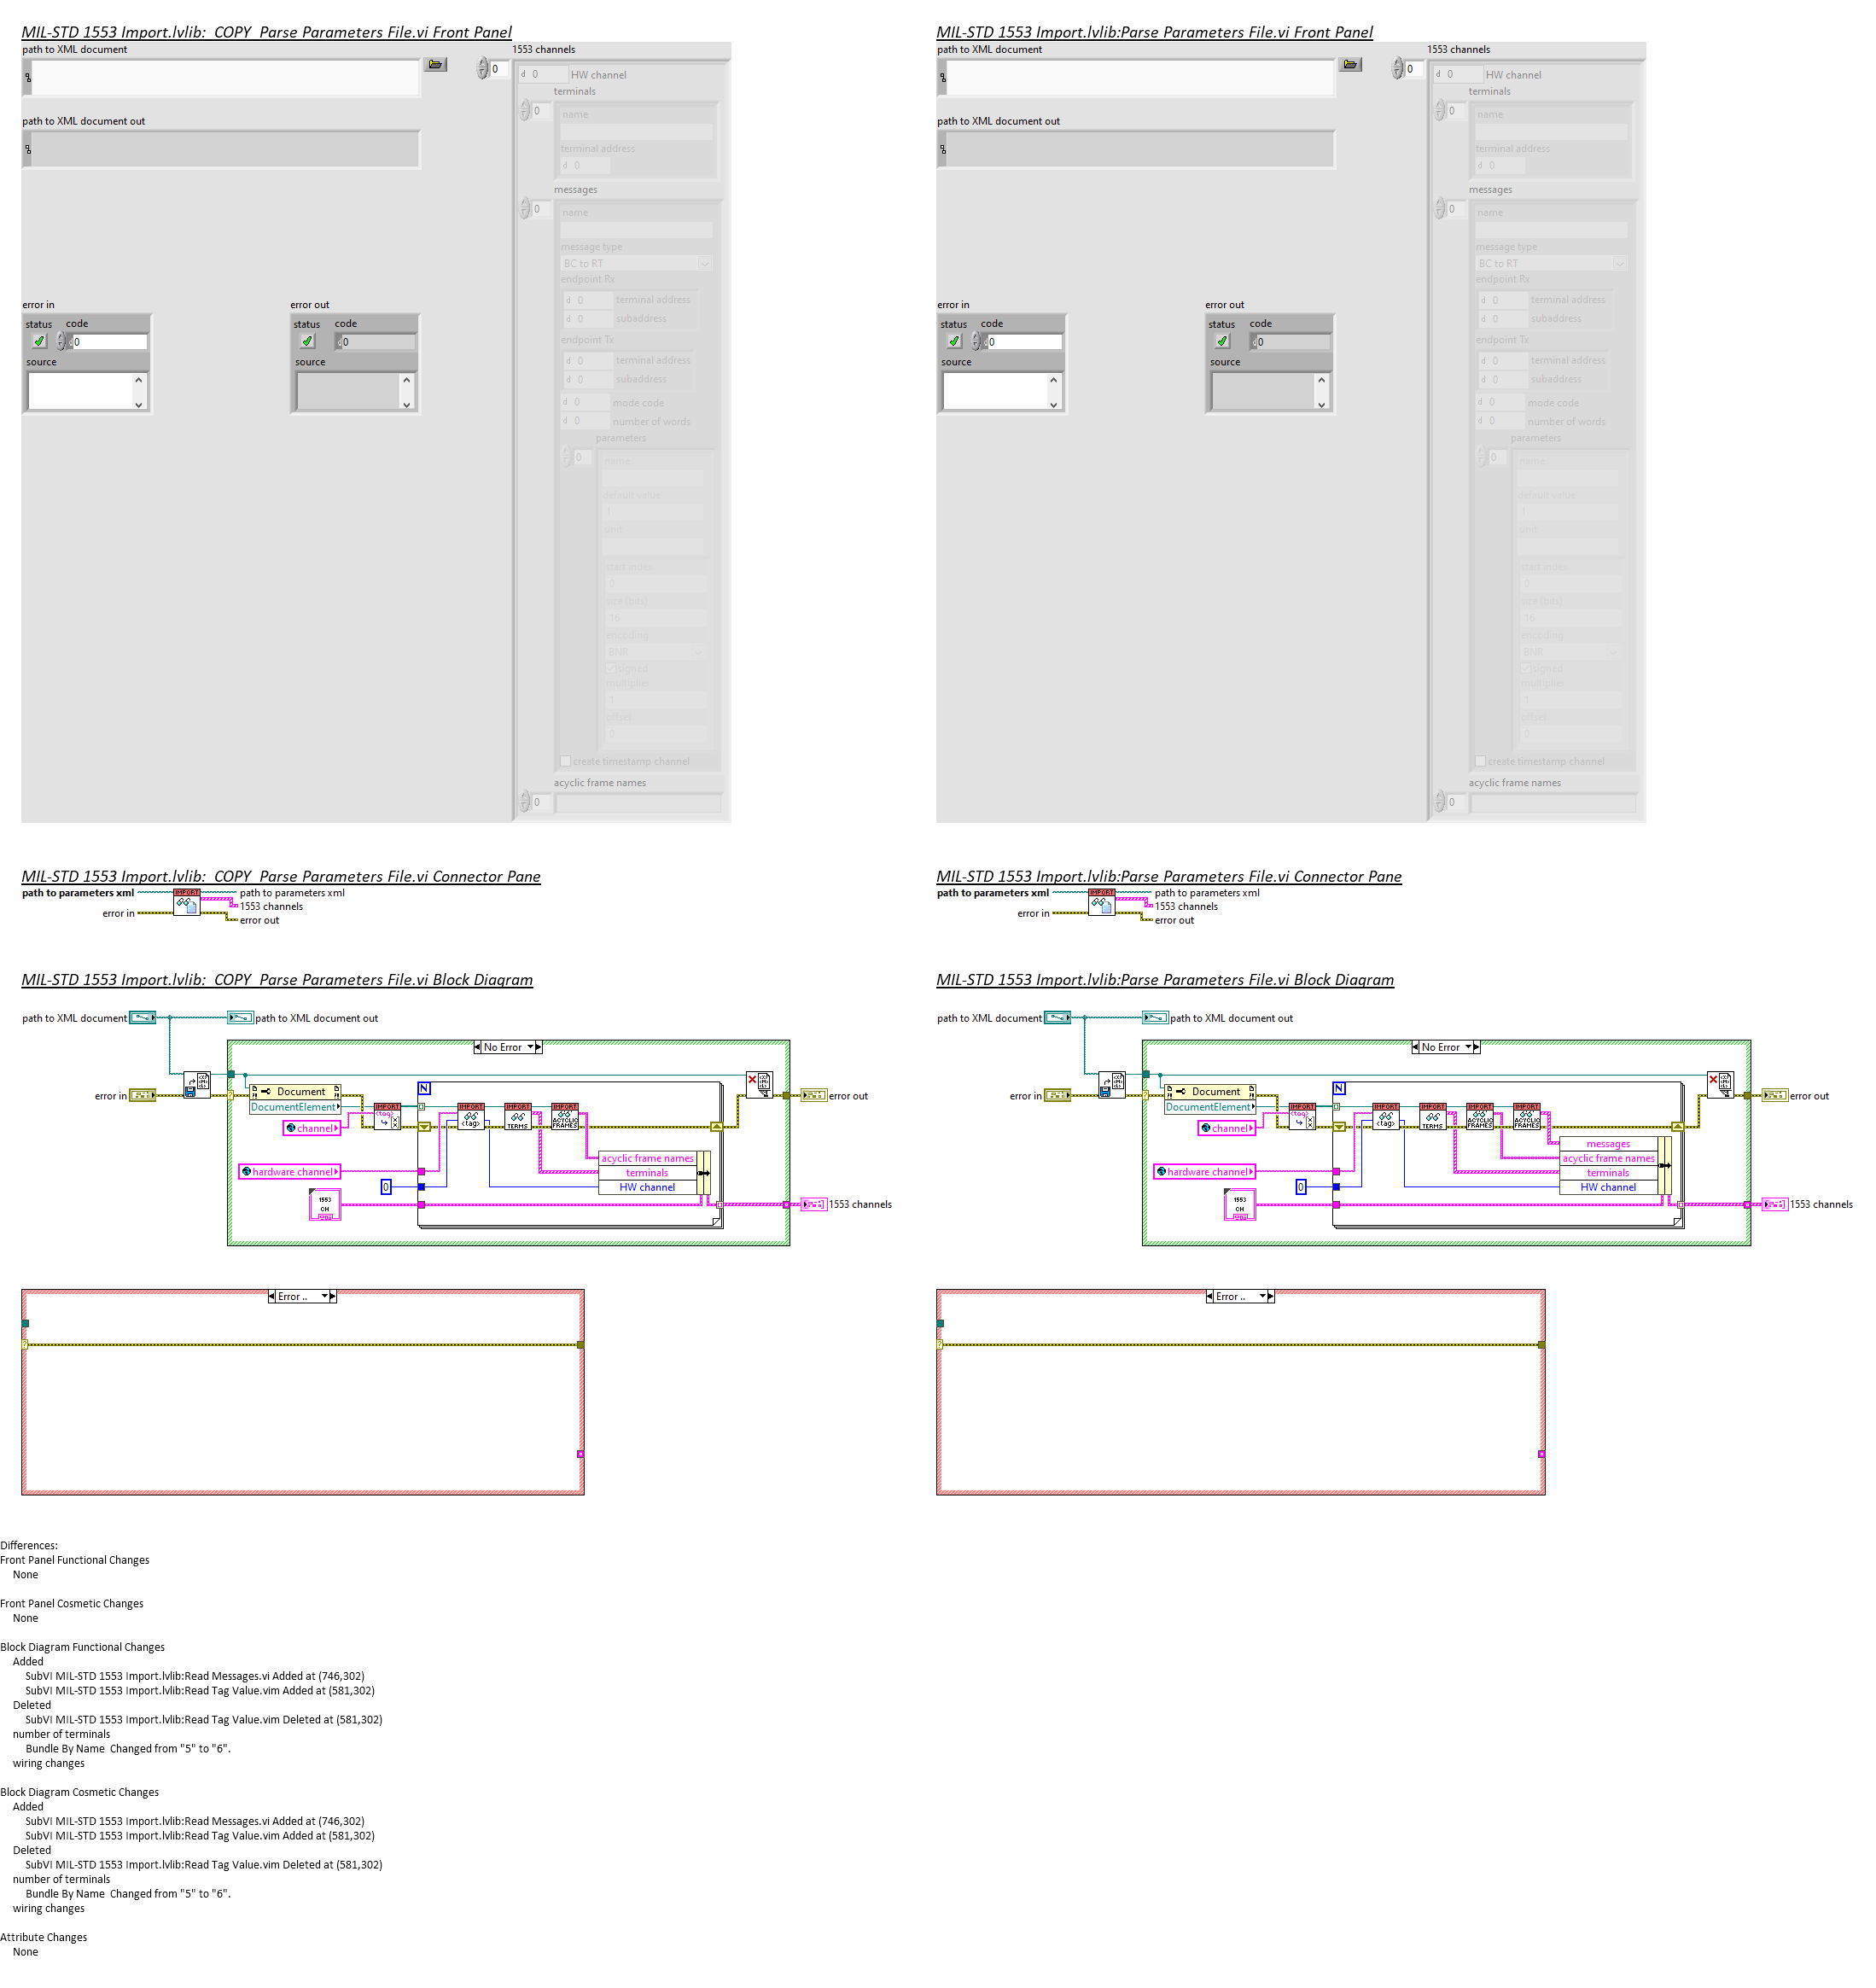 MIL-STD 1553 Import.lvlib:  COPY  Parse Parameters File.vi Front Panel
path to XML document
1553 channels
0
d 0 HW channel
terminals
0
name
path to XML document out
terminal address
d 0
messages
0
name
message type
BC to RT
endpoint Rx
d 0 terminal address
d 0 subaddress
error in
error out
status code
status code
0
d0
endpoint Tx
source
source
d 0 terminal address
d 0 subaddress
d 0 mode code
d 0 number of words
parameters
0
name
default value
1
unit
start index
0
size (bits)
16
encoding
BNR
signed
multiplier
1
offset
0
create timestamp channel
acyclic frame names
0
MIL-STD 1553 Import.lvlib:Parse Parameters File.vi Front Panel
path to XML document
1553 channels
0
d 0 HW channel
terminals
0
name
path to XML document out
terminal address
d 0
messages
0
name
message type
BC to RT
endpoint Rx
d 0 terminal address
d 0 subaddress
error in
error out
status code
status code
0
d0
endpoint Tx
source
source
d 0 terminal address
d 0 subaddress
d 0 mode code
d 0 number of words
parameters
0
name
default value
1
unit
start index
0
size (bits)
16
encoding
BNR
signed
multiplier
1
offset
0
create timestamp channel
acyclic frame names
0
MIL-STD 1553 Import.lvlib:  COPY  Parse Parameters File.vi Connector Pane
path to parameters xml
IMPORT
path to parameters xml
1553 channels
error in
error out
MIL-STD 1553 Import.lvlib:Parse Parameters File.vi Connector Pane
path to parameters xml
IMPORT
path to parameters xml
1553 channels
error in
error out
MIL-STD 1553 Import.lvlib:  COPY  Parse Parameters File.vi Block Diagram
path to XML document
path to XML document out
No Error
error in
Document
DocumentElement
N
IMPORT
IMPORT
IMPORT
IMPORT
<tag>
TERMS
ACYCLIC
FRAMES
error out
channel
acyclic frame names
hardware channel
terminals
0
HW channel
1553
CM
1553 channels
Error ..
MIL-STD 1553 Import.lvlib:Parse Parameters File.vi Block Diagram
path to XML document
path to XML document out
No Error
error in
Document
DocumentElement
N
IMPORT
IMPORT
IMPORT
IMPORT
IMPORT
<tag>
TERMS
ACYCLIC
FRAMES
ACYCLIC
FRAMES
error out
channel
messages
acyclic frame names
hardware channel
terminals
0
HW channel
1553
CM
1553 channels
Error ..
Differences:
Front Panel Functional Changes
None
Front Panel Cosmetic Changes
None
Block Diagram Functional Changes
Added
SubVI MIL-STD 1553 Import.lvlib:Read Messages.vi Added at (746,302)
SubVI MIL-STD 1553 Import.lvlib:Read Tag Value.vim Added at (581,302)
Deleted
SubVI MIL-STD 1553 Import.lvlib:Read Tag Value.vim Deleted at (581,302)
number of terminals
Bundle By Name  Changed from "5" to "6".
wiring changes
Block Diagram Cosmetic Changes
Added
SubVI MIL-STD 1553 Import.lvlib:Read Messages.vi Added at (746,302)
SubVI MIL-STD 1553 Import.lvlib:Read Tag Value.vim Added at (581,302)
Deleted
SubVI MIL-STD 1553 Import.lvlib:Read Tag Value.vim Deleted at (581,302)
number of terminals
Bundle By Name  Changed from "5" to "6".
wiring changes
Attribute Changes
None